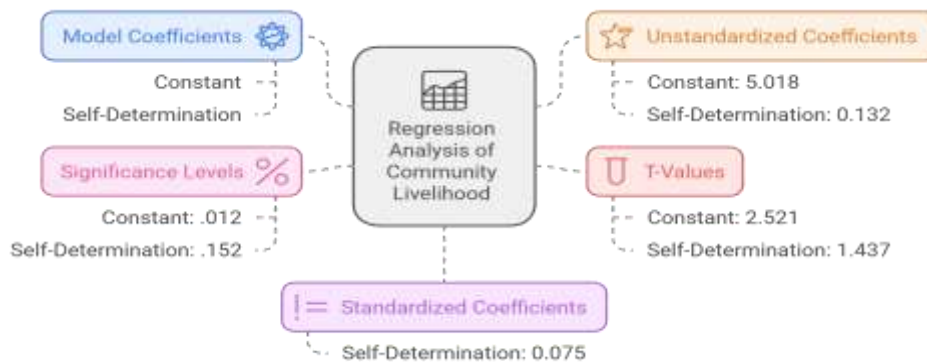 Model Coefficients
Constant
Self-Determination
Significance Levels
Constant: .012
Self-Determination: .152
Regression
Analysis of
Community
Livelihood
Unstandardized Coefficients
Constant: 5.018
Self-Determination: 0.132
T-Values
Constant: 2.521
Self-Determination: 1.437
Standardized Coefficients
Self-Determination: 0.075